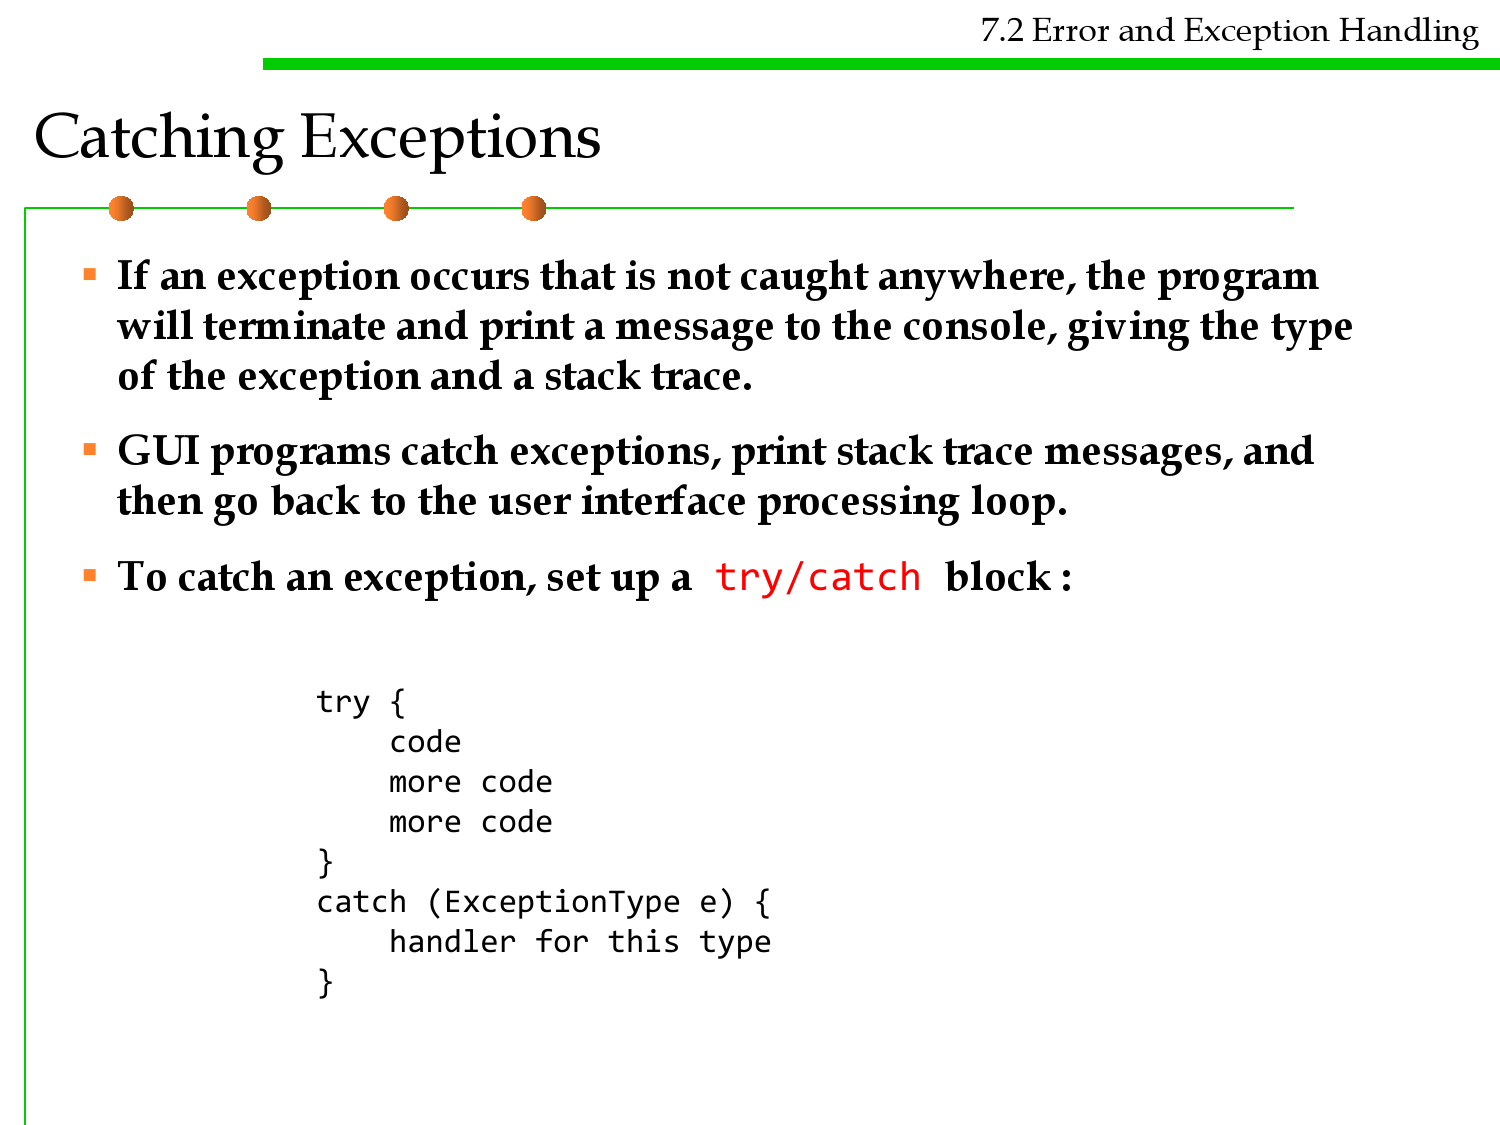 7.2 Error and Exception Handling
Catching Exceptions
If an exception occurs that is not caught anywhere, the program
will terminate and print a message to the console, giving the type
of the exception and a stack trace.
GUI programs catch exceptions, print stack trace messages, and
then go back to the user interface processing loop.
To catch an exception, set up a try/catch block :
try {
    code
    more code
    more code
}
catch (ExceptionType e) {
    handler for this type
}